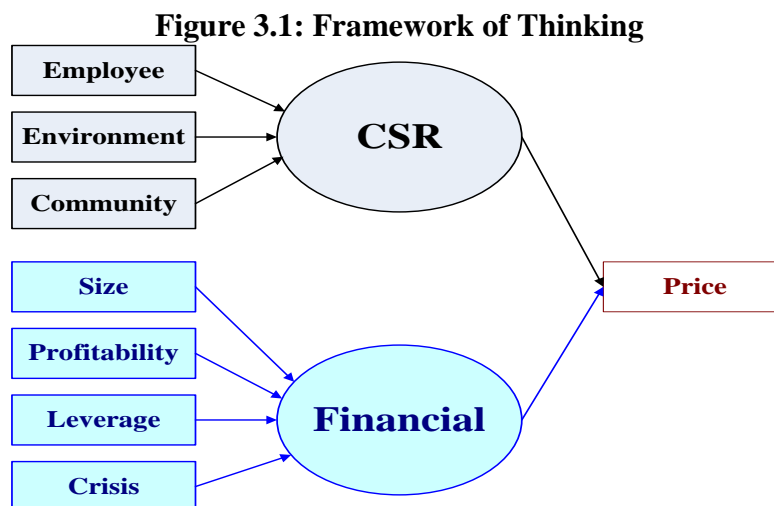 Figure 3.1: Framework of Thinking
Employee
Environment
Community
CSR
Size
Profitability
Leverage
Crisis
Financial
Price